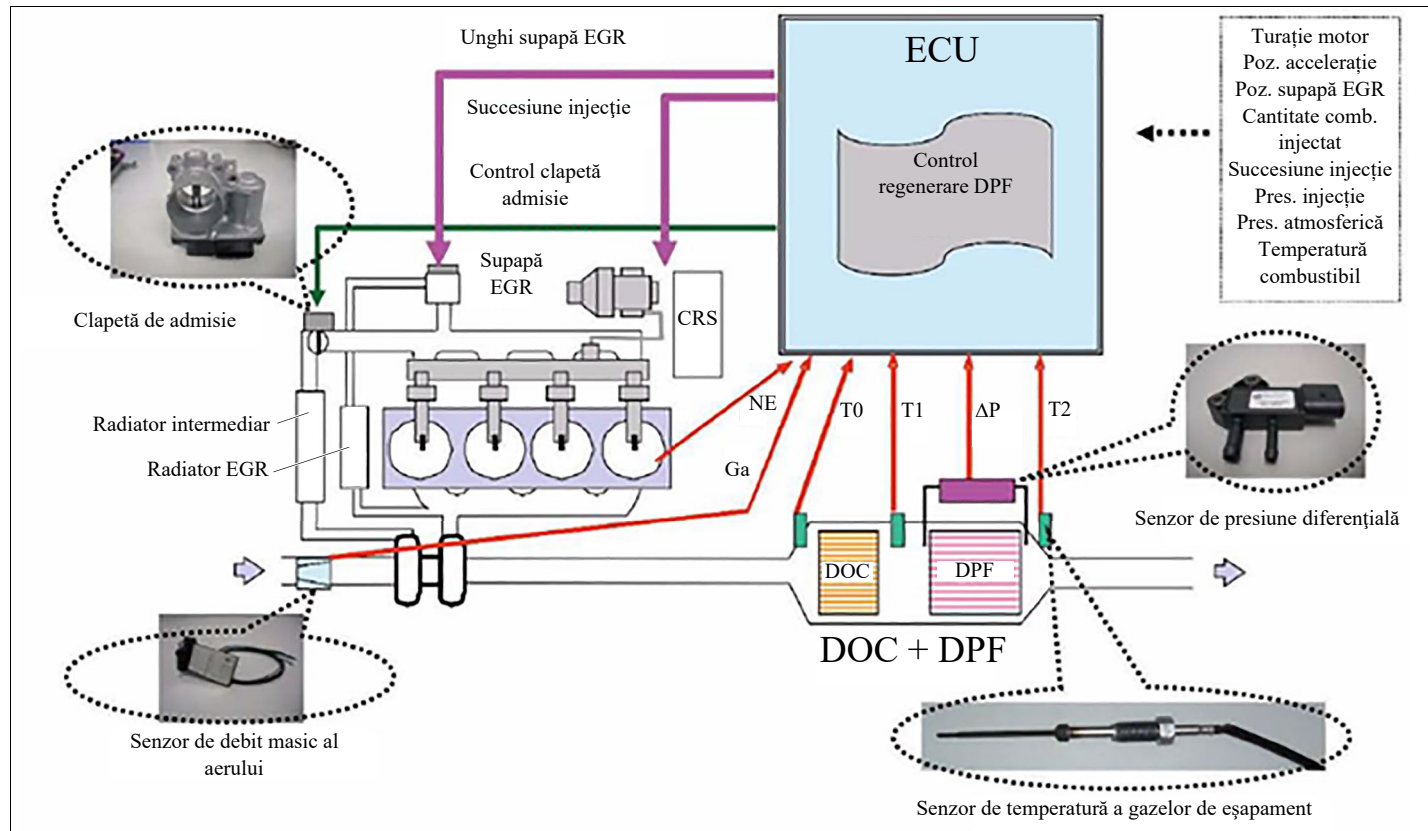 Unghi supapă EGR
Succesiune injecție
Control clapetă
admisie
ECU
Control
regenerare DPF
Turație motor
Poz. accelerație
Poz. supapă EGR
Cantitate comb.
injectat
Succesiune injecție
Pres. injecție
Pres. atmosferică
Temperatură
combustibil
Clapetă de admisie
Supapă
EGR
CRS
Radiator intermediar
Radiator EGR
NE
Ga
T0
T1
ΔP
T2
Senzor de presiune diferenţială
DOC
DPF
DOC + DPF
Senzor de debit masic al
aerului
Senzor de temperatură a gazelor de eşapament